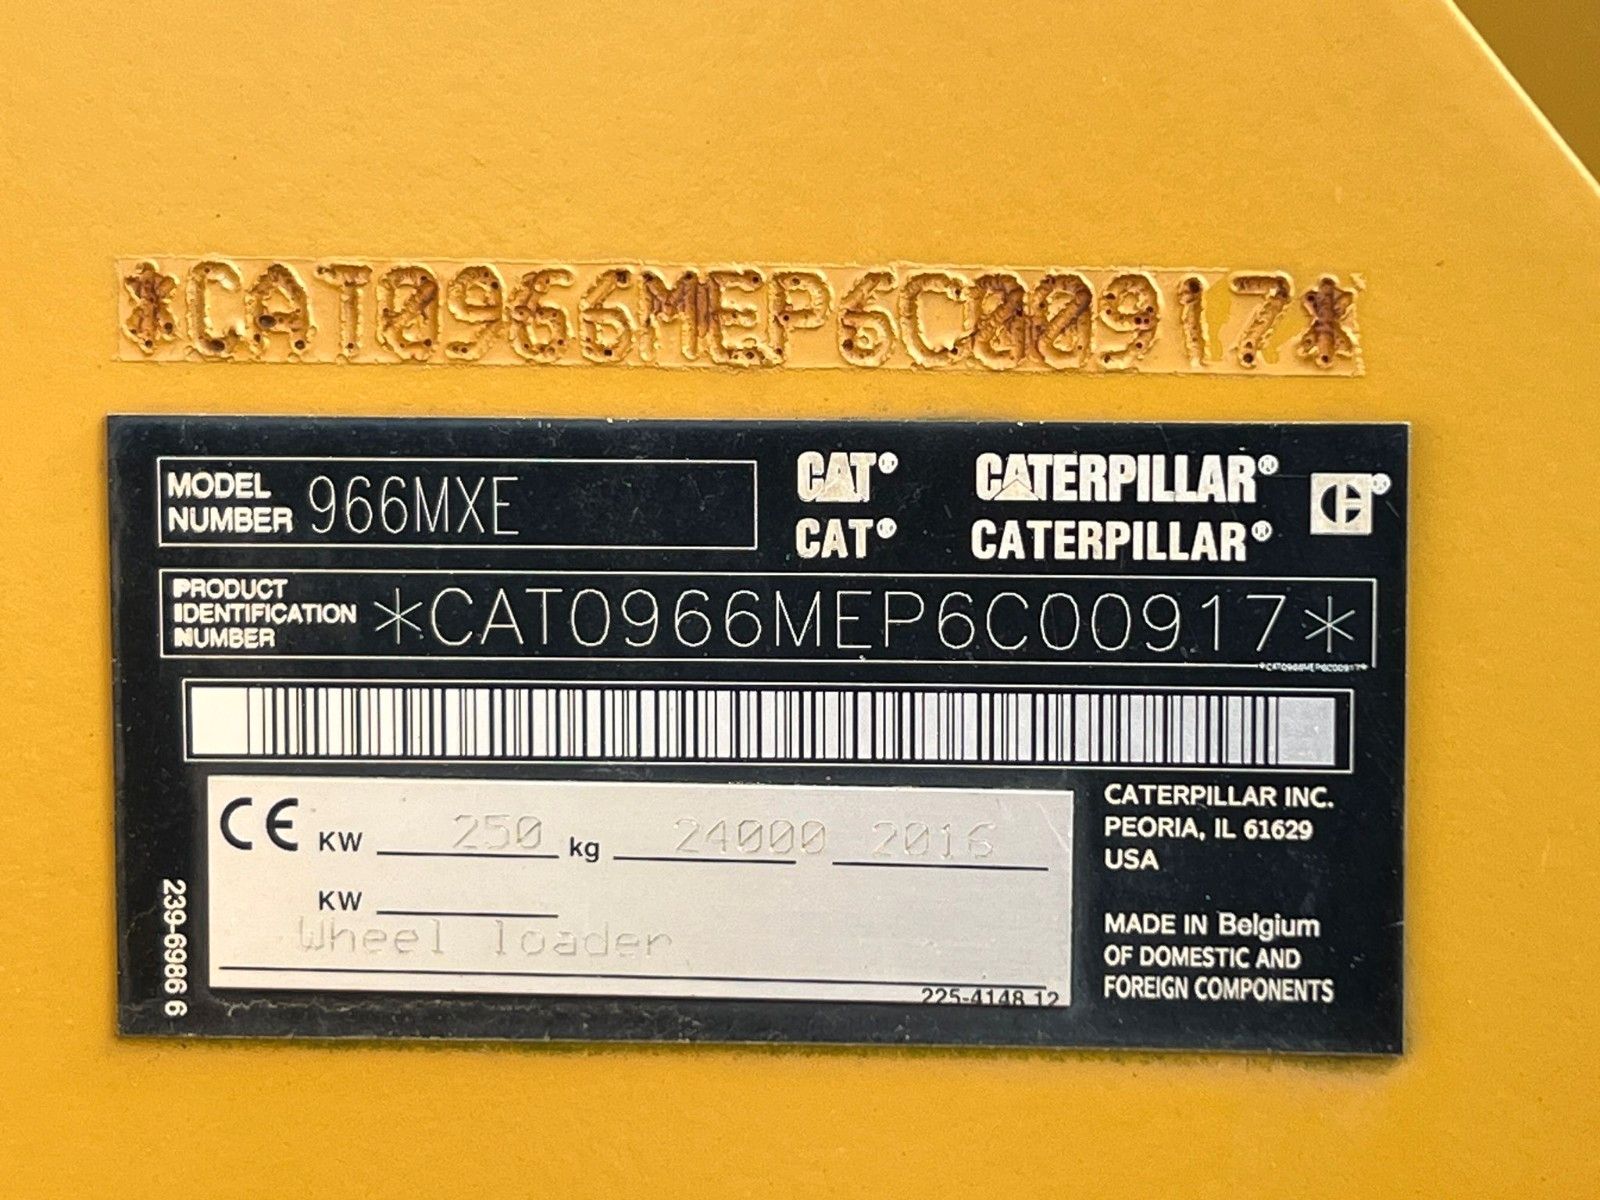 *CAT0966MEP6C00917*
MODEL NUMBER 966MXE
CAT® CATERPILLAR®
CAT® CATERPILLAR®
PRODUCT IDENTIFICATION NUMBER *CAT0966MEP6C00917*
*CAT0966MEP6C00917*
CE KW 250 kg 24000 2016
KW
Wheel loader
225-4148 12
239-6986 6
CATERPILLAR INC.
PEORIA, IL 61629
USA
MADE IN Belgium
OF DOMESTIC AND
FOREIGN COMPONENTS